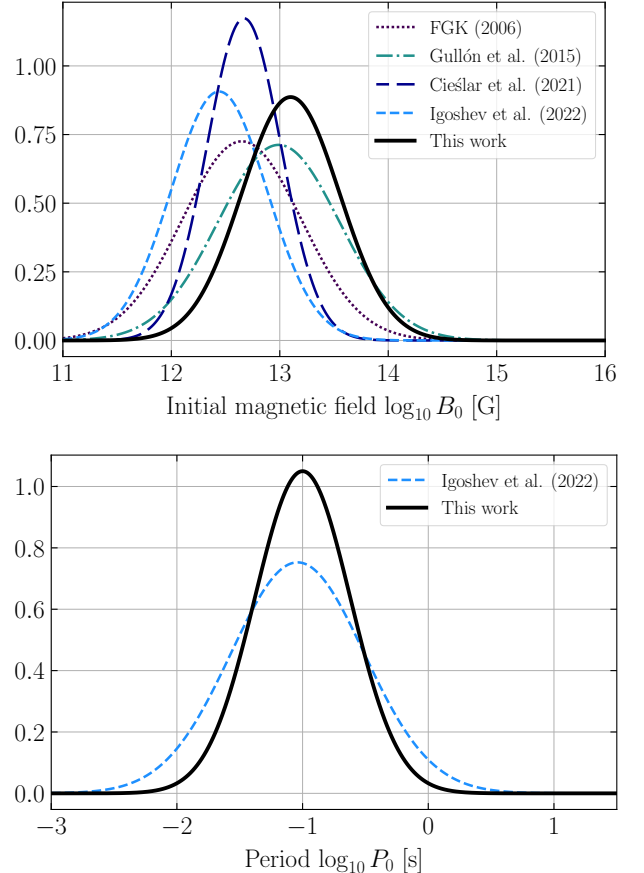 1.00
0.75
0.50
0.25
0.00
FGK (2006)
Gullón et al. (2015)
Cieślar et al. (2021)
Igoshev et al. (2022)
This work
11 12 13 14 15 16
Initial magnetic field log₁₀ B₀ [G]
1.0
0.8
0.6
0.4
0.2
0.0
Igoshev et al. (2022)
This work
−3 −2 −1 0 1
Period log₁₀ P₀ [s]